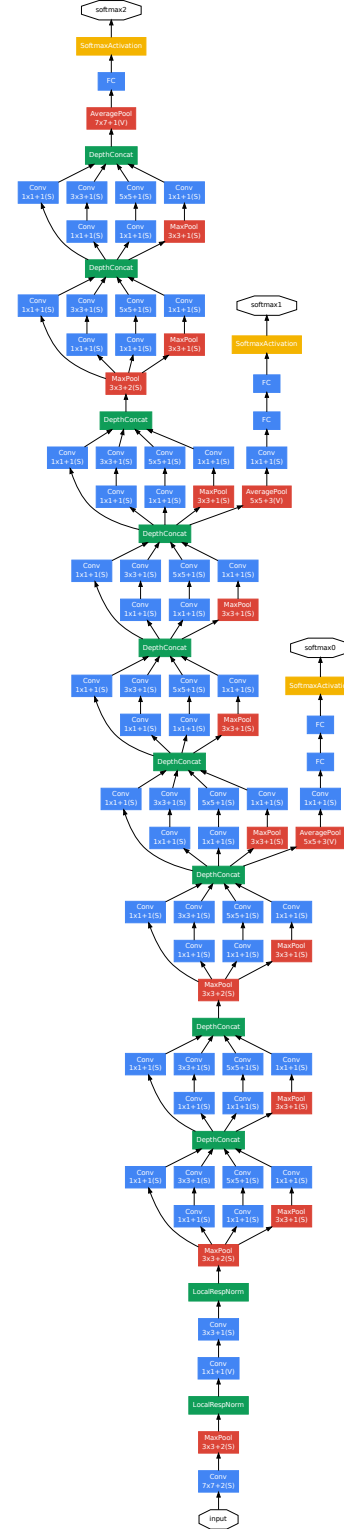 softmax2
SoftmaxActivation
FC
AveragePool
7x7+1(V)
DepthConcat
Conv Conv Conv Conv
1x1+1(S) 3x3+1(S) 5x5+1(S) 1x1+1(S)
Conv Conv MaxPool
1x1+1(S) 1x1+1(S) 3x3+1(S)
DepthConcat
Conv Conv Conv Conv
1x1+1(S) 3x3+1(S) 5x5+1(S) 1x1+1(S)
softmax1
Conv Conv MaxPool
1x1+1(S) 1x1+1(S) 3x3+1(S)
SoftmaxActivation
MaxPool
3x3+2(S)
FC
DepthConcat
FC
Conv Conv Conv Conv Conv
1x1+1(S) 3x3+1(S) 5x5+1(S) 1x1+1(S) 1x1+1(S)
Conv Conv MaxPool AveragePool
1x1+1(S) 1x1+1(S) 3x3+1(S) 5x5+3(V)
DepthConcat
Conv Conv Conv Conv
1x1+1(S) 3x3+1(S) 5x5+1(S) 1x1+1(S)
Conv Conv MaxPool
1x1+1(S) 1x1+1(S) 3x3+1(S)
DepthConcat
softmax0
Conv Conv Conv Conv
1x1+1(S) 3x3+1(S) 5x5+1(S) 1x1+1(S)
SoftmaxActivati
Conv Conv MaxPool
1x1+1(S) 1x1+1(S) 3x3+1(S)
FC
DepthConcat
FC
Conv Conv Conv Conv Conv
1x1+1(S) 3x3+1(S) 5x5+1(S) 1x1+1(S) 1x1+1(S)
Conv Conv MaxPool AveragePool
1x1+1(S) 1x1+1(S) 3x3+1(S) 5x5+3(V)
DepthConcat
Conv Conv Conv Conv
1x1+1(S) 3x3+1(S) 5x5+1(S) 1x1+1(S)
Conv Conv MaxPool
1x1+1(S) 1x1+1(S) 3x3+1(S)
MaxPool
3x3+2(S)
DepthConcat
Conv Conv Conv Conv
1x1+1(S) 3x3+1(S) 5x5+1(S) 1x1+1(S)
Conv Conv MaxPool
1x1+1(S) 1x1+1(S) 3x3+1(S)
DepthConcat
Conv Conv Conv Conv
1x1+1(S) 3x3+1(S) 5x5+1(S) 1x1+1(S)
Conv Conv MaxPool
1x1+1(S) 1x1+1(S) 3x3+1(S)
MaxPool
3x3+2(S)
LocalRespNorm
Conv
3x3+1(S)
Conv
1x1+1(V)
LocalRespNorm
MaxPool
3x3+2(S)
Conv
7x7+2(S)
input